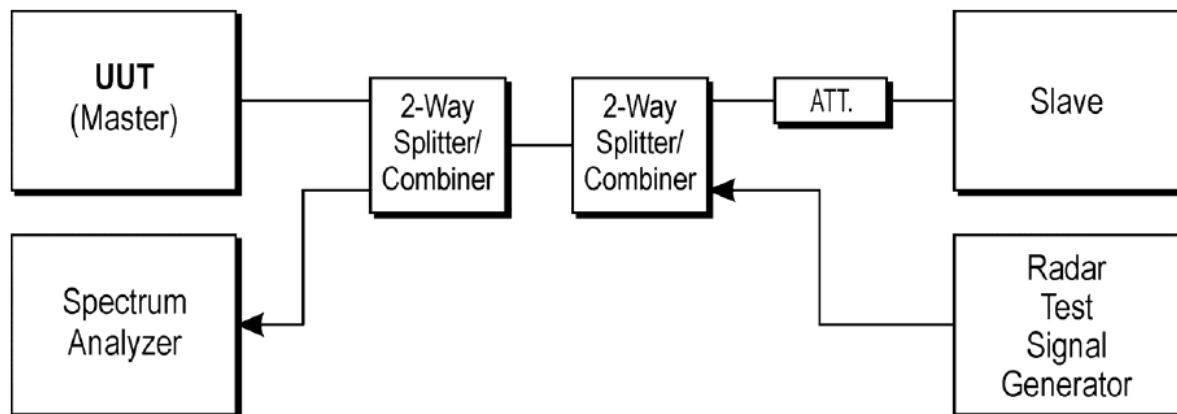 UUT
(Master)
2-Way
Splitter/
Combiner
2-Way
Splitter/
Combiner
ATT.
Slave
Spectrum
Analyzer
Radar
Test
Signal
Generator